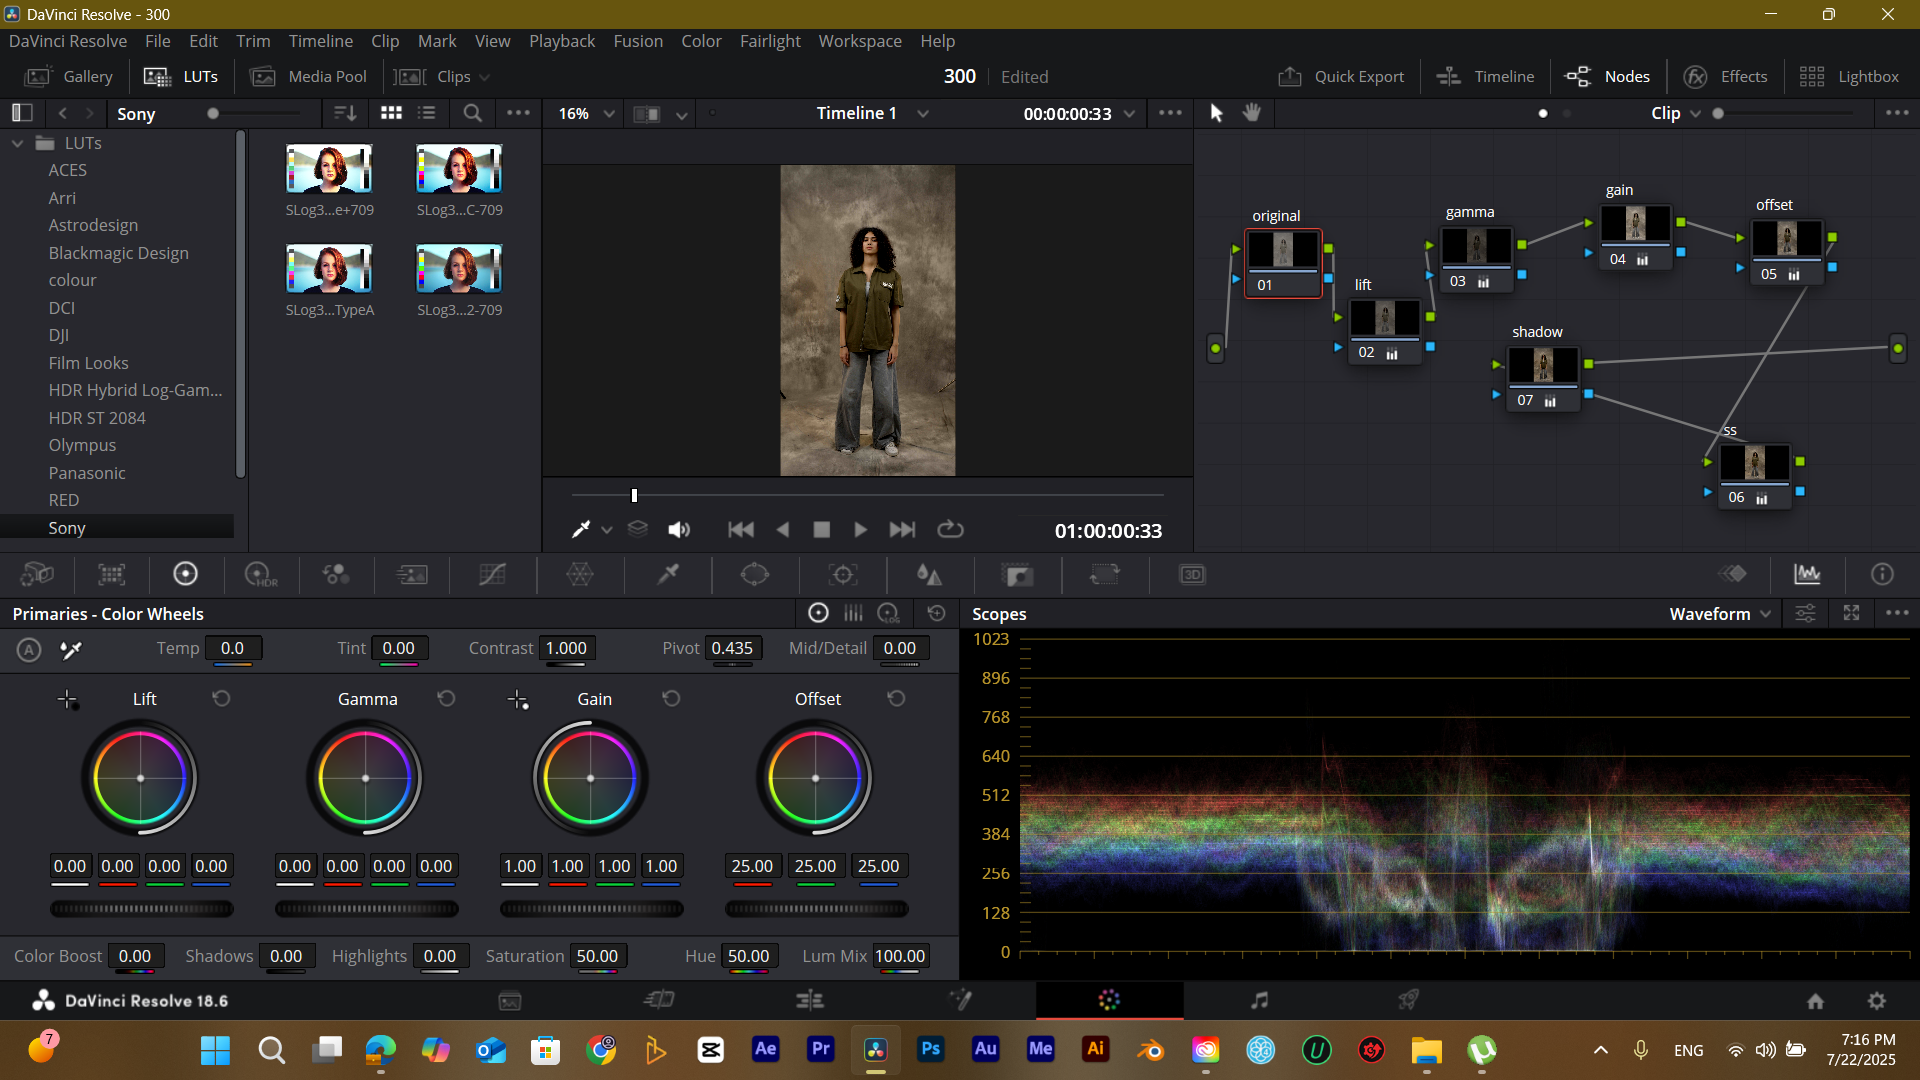 DaVinci Resolve - 300
DaVinci Resolve File Edit Trim Timeline Clip Mark View Playback Fusion Color Fairlight Workspace Help
Gallery LUTs Media Pool Clips 300 Edited Quick Export Timeline Nodes Effects Lightbox
Sony 16% Timeline 1 00:00:00:33 Clip
LUTs
ACES
Arri
Astrodesign
Blackmagic Design
colour
DCI
DJI
Film Looks
HDR Hybrid Log-Gam...
HDR ST 2084
Olympus
Panasonic
RED
Sony
SLog3...e+709 SLog3...C-709
SLog3...TypeA SLog3...2-709
01:00:00:33
original
01
lift
02
gamma
03
gain
04
offset
05
shadow
07
ss
06
HDR
3D
Primaries - Color Wheels
LOG
Scopes Waveform
A Temp 0.0 Tint 0.00 Contrast 1.000 Pivot 0.435 Mid/Detail 0.00
Lift Gamma Gain Offset
0.00 0.00 0.00 0.00 0.00 0.00 0.00 0.00 1.00 1.00 1.00 1.00 25.00 25.00 25.00
Color Boost 0.00 Shadows 0.00 Highlights 0.00 Saturation 50.00 Hue 50.00 Lum Mix 100.00
1023
896
768
640
512
384
256
128
0
DaVinci Resolve 18.6
7
Ae Pr Ps Au Me Ai
U
ENG
7:16 PM
7/22/2025